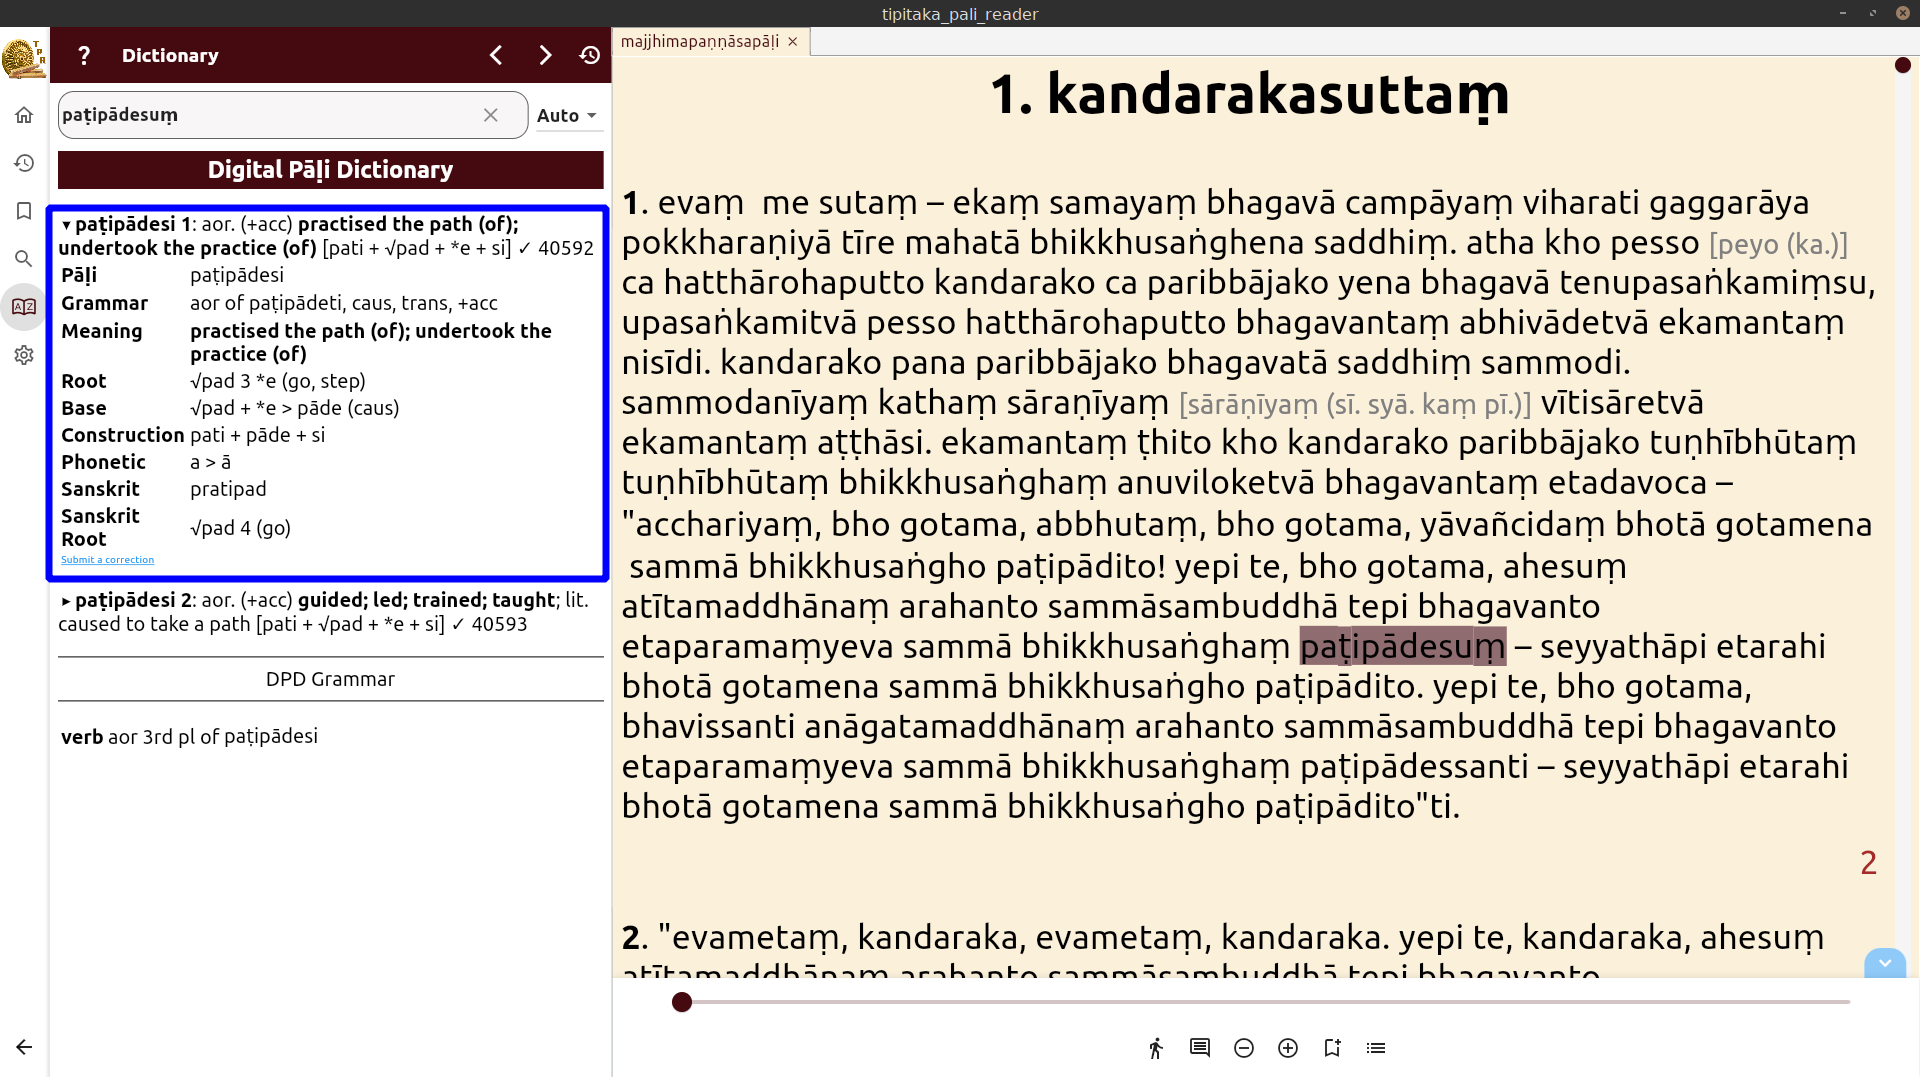 tipitaka_pali_reader
T
P
R
? Dictionary
paṭipādesuṃ
Auto
Digital Pāḷi Dictionary
▾ paṭipādesi 1: aor. (+acc) practised the path (of);
undertook the practice (of) [pati + √pad + *e + si] ✓ 40592
Pāḷi paṭipādesi
Grammar aor of paṭipādeti, caus, trans, +acc
Meaning practised the path (of); undertook the
practice (of)
Root √pad 3 *e (go, step)
Base √pad + *e > pāde (caus)
Construction pati + pāde + si
Phonetic a > ā
Sanskrit pratipad
Sanskrit
Root √pad 4 (go)
Submit a correction
▸ paṭipādesi 2: aor. (+acc) guided; led; trained; taught; lit.
caused to take a path [pati + √pad + *e + si] ✓ 40593
DPD Grammar
verb aor 3rd pl of paṭipādesi
majjhimapaṇṇāsapāḷi
1. kandarakasuttaṃ
1. evaṃ me sutaṃ – ekaṃ samayaṃ bhagavā campāyaṃ viharati gaggarāya
pokkharaṇiyā tīre mahatā bhikkhusaṅghena saddhiṃ. atha kho pesso [peyo (ka.)]
ca hatthārohaputto kandarako ca paribbājako yena bhagavā tenupasaṅkamiṃsu,
upasaṅkamitvā pesso hatthārohaputto bhagavantaṃ abhivādetvā ekamantaṃ
nisīdi. kandarako pana paribbājako bhagavatā saddhiṃ sammodi.
sammodanīyaṃ kathaṃ sāraṇīyaṃ [sārāṇīyaṃ (sī. syā. kaṃ pī.)] vītisāretvā
ekamantaṃ aṭṭhāsi. ekamantaṃ ṭhito kho kandarako paribbājako tuṇhībhūtaṃ
tuṇhībhūtaṃ bhikkhusaṅghaṃ anuviloketvā bhagavantaṃ etadavoca –
"acchariyaṃ, bho gotama, abbhutaṃ, bho gotama, yāvañcidaṃ bhotā gotamena
sammā bhikkhusaṅgho paṭipādito! yepi te, bho gotama, ahesuṃ
atītamaddhānaṃ arahanto sammāsambuddhā tepi bhagavanto
etaparamaṃyeva sammā bhikkhusaṅghaṃ paṭipādesuṃ – seyyathāpi etarahi
bhotā gotamena sammā bhikkhusaṅgho paṭipādito. yepi te, bho gotama,
bhavissanti anāgatamaddhānaṃ arahanto sammāsambuddhā tepi bhagavanto
etaparamaṃyeva sammā bhikkhusaṅghaṃ paṭipādessanti – seyyathāpi etarahi
bhotā gotamena sammā bhikkhusaṅgho paṭipādito"ti.
2
2. "evametaṃ, kandaraka, evametaṃ, kandaraka. yepi te, kandaraka, ahesuṃ
atītamaddhānaṃ arahanto sammāsambuddhā tepi bhagavanto